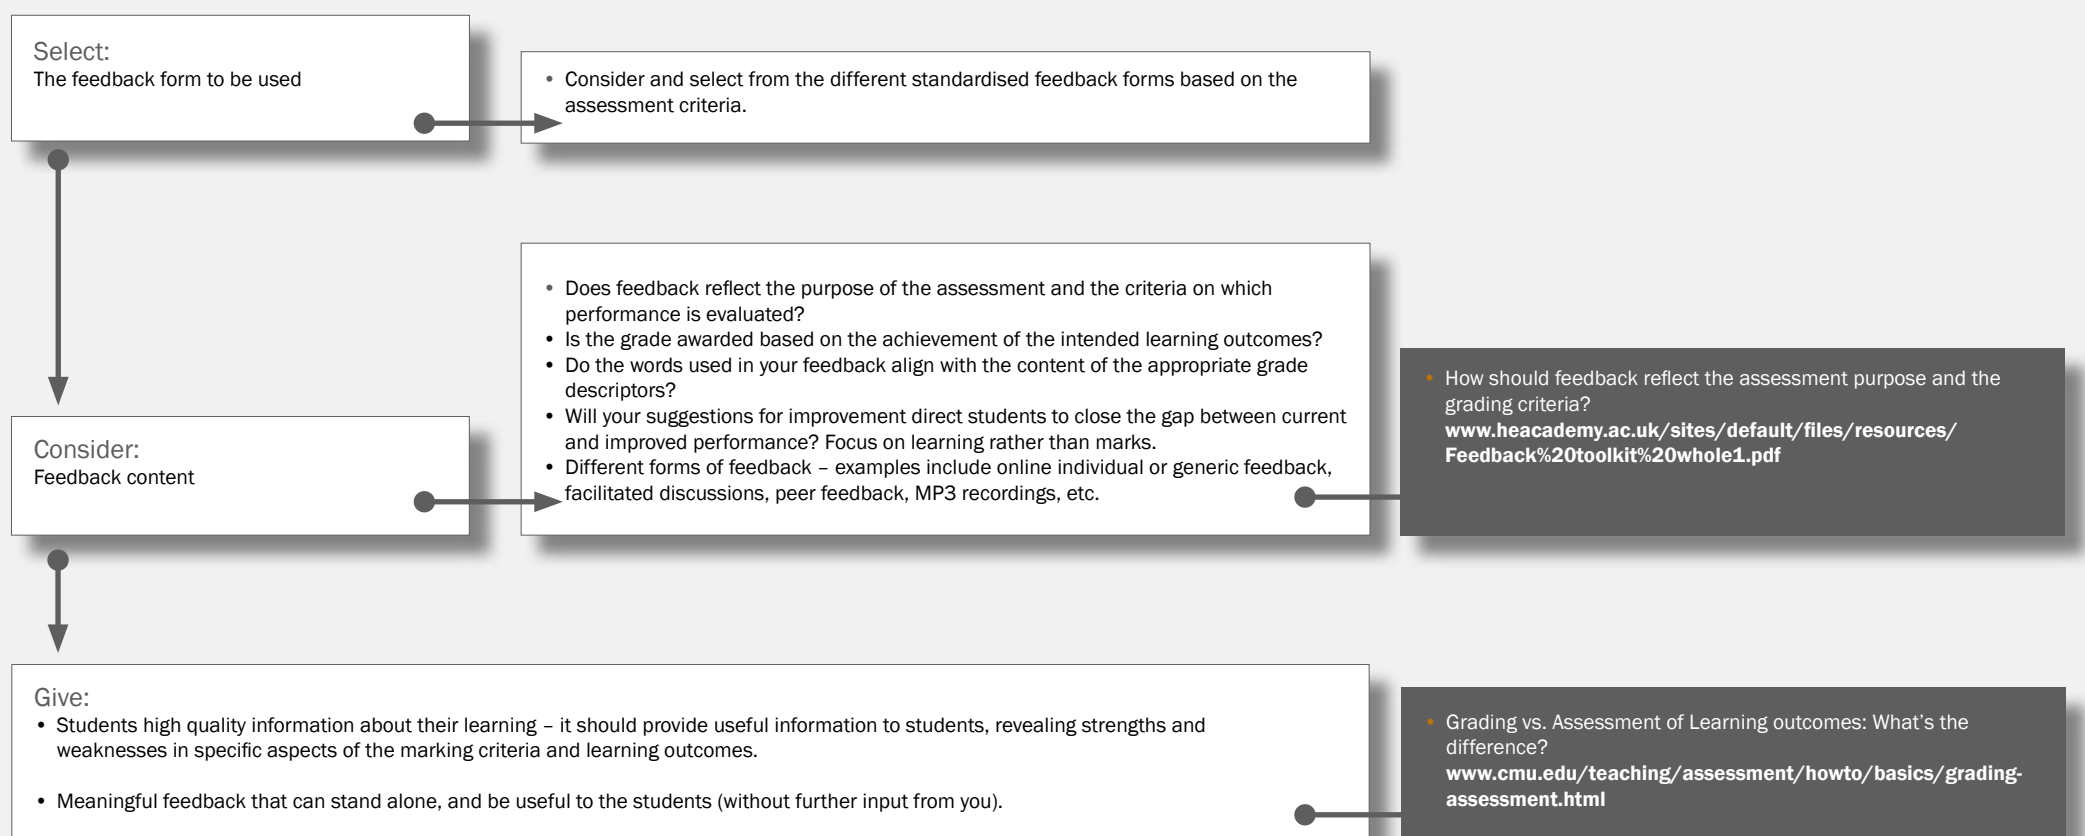 Select:
The feedback form to be used
• Consider and select from the different standardised feedback forms based on the
assessment criteria.
• Does feedback reflect the purpose of the assessment and the criteria on which
performance is evaluated?
• Is the grade awarded based on the achievement of the intended learning outcomes?
• Do the words used in your feedback align with the content of the appropriate grade
descriptors?
• Will your suggestions for improvement direct students to close the gap between current
and improved performance? Focus on learning rather than marks.
• Different forms of feedback – examples include online individual or generic feedback,
facilitated discussions, peer feedback, MP3 recordings, etc.
• How should feedback reflect the assessment purpose and the
grading criteria?
www.heacademy.ac.uk/sites/default/files/resources/
Feedback%20toolkit%20whole1.pdf
Consider:
Feedback content
Give:
• Students high quality information about their learning – it should provide useful information to students, revealing strengths and
weaknesses in specific aspects of the marking criteria and learning outcomes.
• Meaningful feedback that can stand alone, and be useful to the students (without further input from you).
• Grading vs. Assessment of Learning outcomes: What's the
difference?
www.cmu.edu/teaching/assessment/howto/basics/grading-
assessment.html